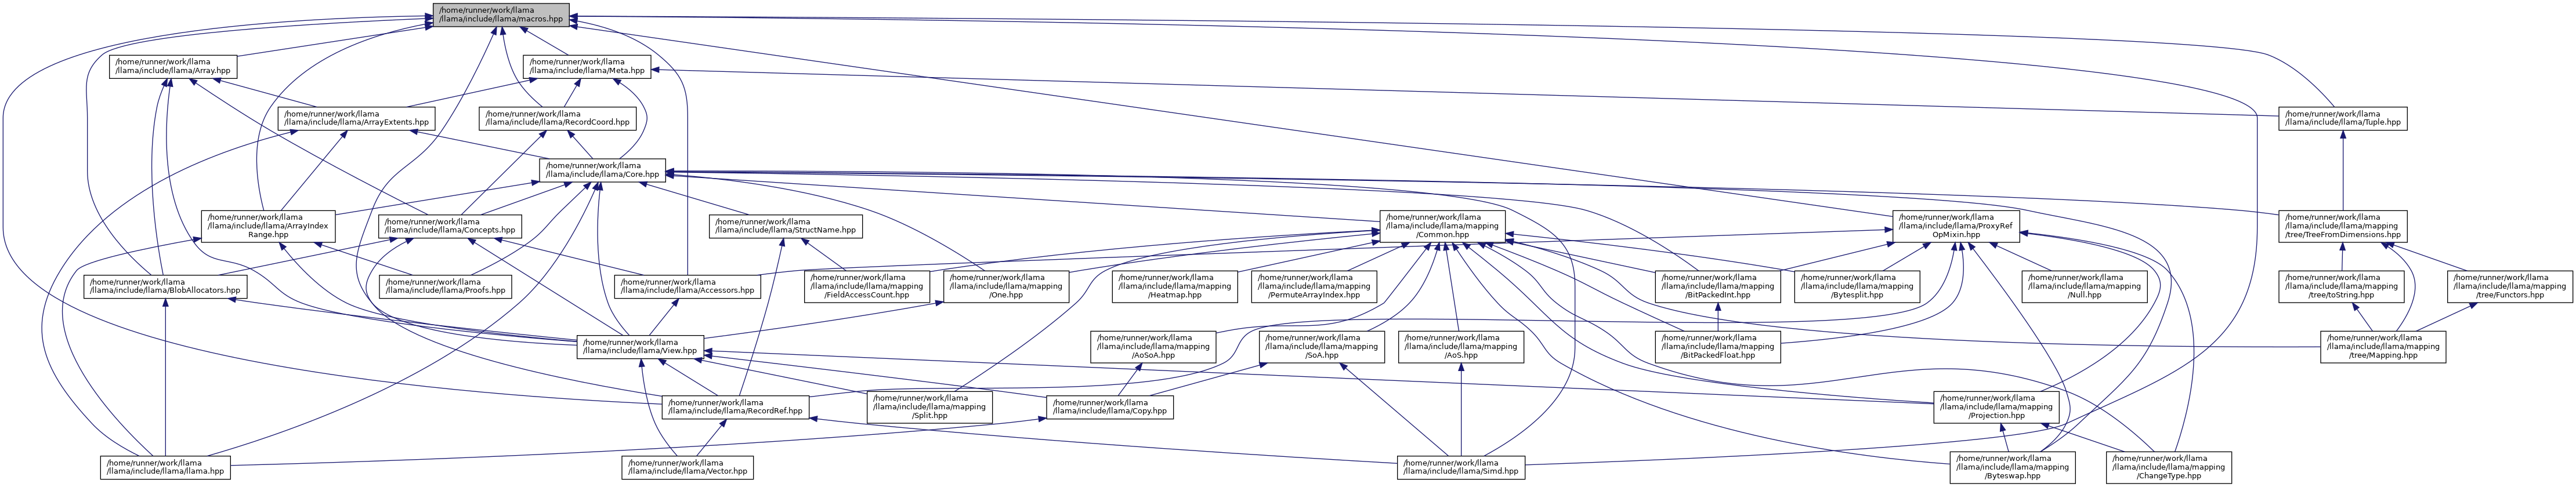 /home/runner/work/llama
/llama/include/llama/macros.hpp
/home/runner/work/llama
/llama/include/llama/Array.hpp
/home/runner/work/llama
/llama/include/llama/Meta.hpp
/home/runner/work/llama
/llama/include/llama/ArrayExtents.hpp
/home/runner/work/llama
/llama/include/llama/RecordCoord.hpp
/home/runner/work/llama
/llama/include/llama/Tuple.hpp
/home/runner/work/llama
/llama/include/llama/Core.hpp
/home/runner/work/llama
/llama/include/llama/ArrayIndex
Range.hpp
/home/runner/work/llama
/llama/include/llama/Concepts.hpp
/home/runner/work/llama
/llama/include/llama/StructName.hpp
/home/runner/work/llama
/llama/include/llama/mapping
/Common.hpp
/home/runner/work/llama
/llama/include/llama/ProxyRef
OpMixin.hpp
/home/runner/work/llama
/llama/include/llama/mapping
/tree/TreeFromDimensions.hpp
/home/runner/work/llama
/llama/include/llama/BlobAllocators.hpp
/home/runner/work/llama
/llama/include/llama/Proofs.hpp
/home/runner/work/llama
/llama/include/llama/Accessors.hpp
/home/runner/work/llama
/llama/include/llama/mapping
/FieldAccessCount.hpp
/home/runner/work/llama
/llama/include/llama/mapping
/One.hpp
/home/runner/work/llama
/llama/include/llama/mapping
/Heatmap.hpp
/home/runner/work/llama
/llama/include/llama/mapping
/PermuteArrayIndex.hpp
/home/runner/work/llama
/llama/include/llama/mapping
/BitPackedInt.hpp
/home/runner/work/llama
/llama/include/llama/mapping
/Bytesplit.hpp
/home/runner/work/llama
/llama/include/llama/mapping
/Null.hpp
/home/runner/work/llama
/llama/include/llama/mapping
/tree/toString.hpp
/home/runner/work/llama
/llama/include/llama/mapping
/tree/Functors.hpp
/home/runner/work/llama
/llama/include/llama/View.hpp
/home/runner/work/llama
/llama/include/llama/mapping
/AoSoA.hpp
/home/runner/work/llama
/llama/include/llama/mapping
/SoA.hpp
/home/runner/work/llama
/llama/include/llama/mapping
/AoS.hpp
/home/runner/work/llama
/llama/include/llama/mapping
/BitPackedFloat.hpp
/home/runner/work/llama
/llama/include/llama/mapping
/tree/Mapping.hpp
/home/runner/work/llama
/llama/include/llama/RecordRef.hpp
/home/runner/work/llama
/llama/include/llama/mapping
/Split.hpp
/home/runner/work/llama
/llama/include/llama/Copy.hpp
/home/runner/work/llama
/llama/include/llama/mapping
/Projection.hpp
/home/runner/work/llama
/llama/include/llama/llama.hpp
/home/runner/work/llama
/llama/include/llama/Vector.hpp
/home/runner/work/llama
/llama/include/llama/Simd.hpp
/home/runner/work/llama
/llama/include/llama/mapping
/Byteswap.hpp
/home/runner/work/llama
/llama/include/llama/mapping
/ChangeType.hpp